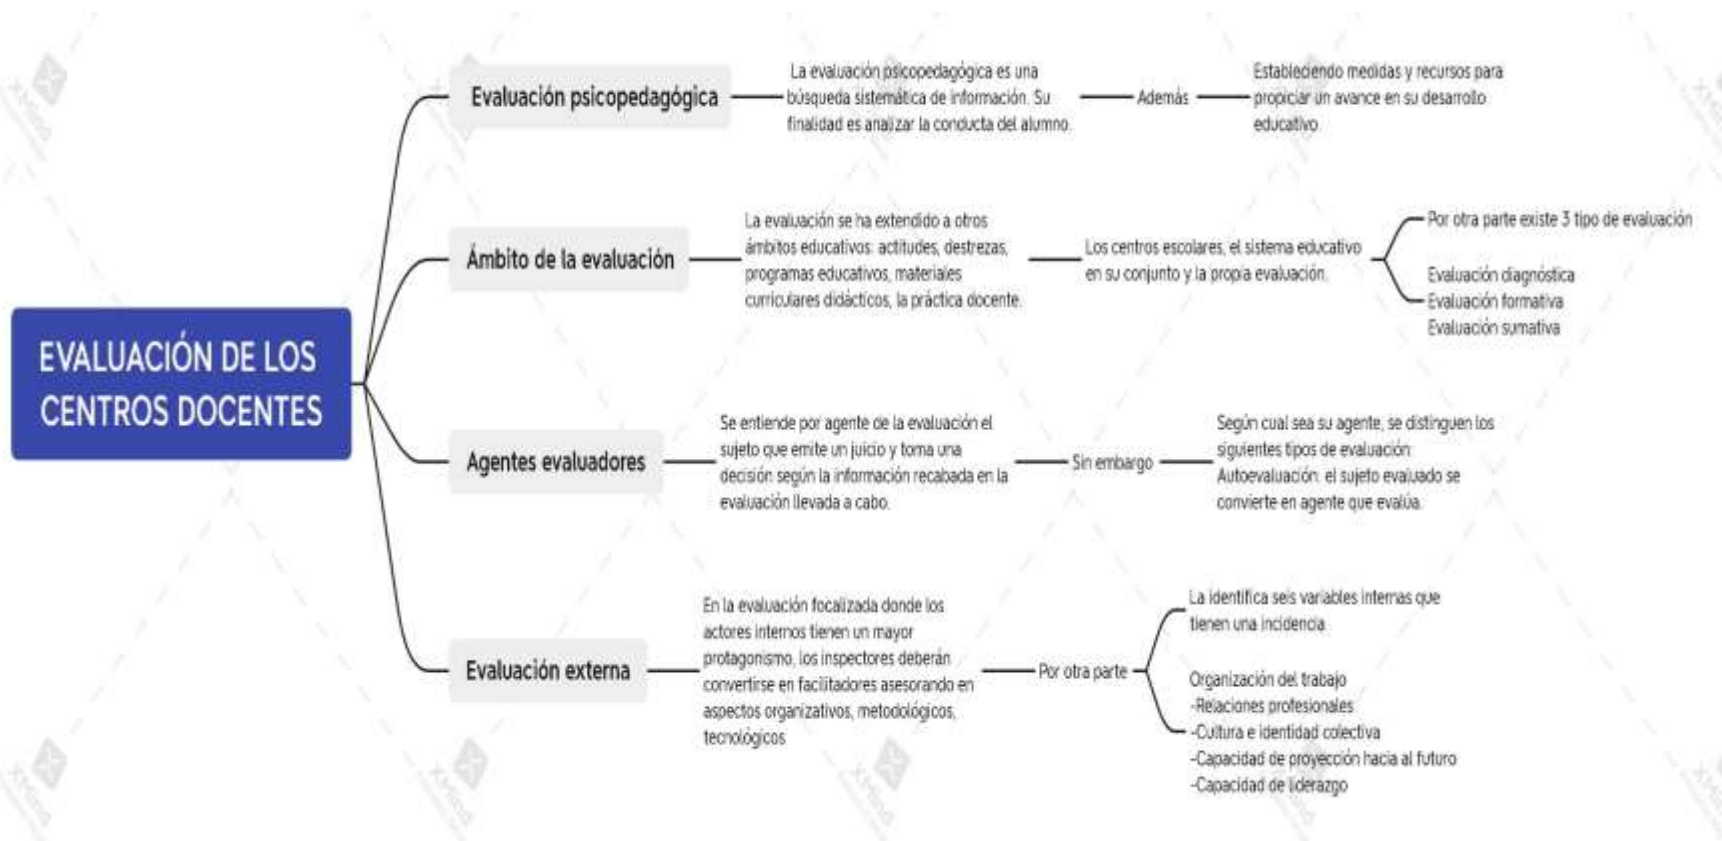 EVALUACIÓN DE LOS
CENTROS DOCENTES
Evaluación psicopedagógica
La evaluación psicopedagógica es una
búsqueda sistemática de información. Su
finalidad es analizar la conducta del alumno.
Además
Estableciendo medidas y recursos para
propiciar un avance en su desarrollo
educativo
Ámbito de la evaluación
La evaluación se ha extendido a otros
ámbitos educativos: actitudes, destrezas,
programas educativos, materiales
curriculares didácticos, la práctica docente.
Los centros escolares, el sistema educativo
en su conjunto y la propia evaluación.
Por otra parte existe 3 tipo de evaluación
Evaluación diagnóstica
Evaluación formativa
Evaluación sumativa
Agentes evaluadores
Se entiende por agente de la evaluación el
sujeto que emite un juicio y toma una
decisión según la información recabada en la
evaluación llevada a cabo.
Sin embargo
Según cual sea su agente, se distinguen los
siguientes tipos de evaluación:
Autoevaluación: el sujeto evaluado se
convierte en agente que evalúa.
Evaluación externa
En la evaluación focalizada donde los
actores internos tienen un mayor
protagonismo, los inspectores deberán
convertirse en facilitadores asesorando en
aspectos organizativos, metodológicos,
tecnológicos
Por otra parte
La identifica seis variables internas que
tienen una incidencia
Organización del trabajo
-Relaciones profesionales
-Cultura e identidad colectiva
-Capacidad de proyección hacia al futuro
-Capacidad de liderazgo
XMind
XMind
XMind
XMind
XMind
XMind